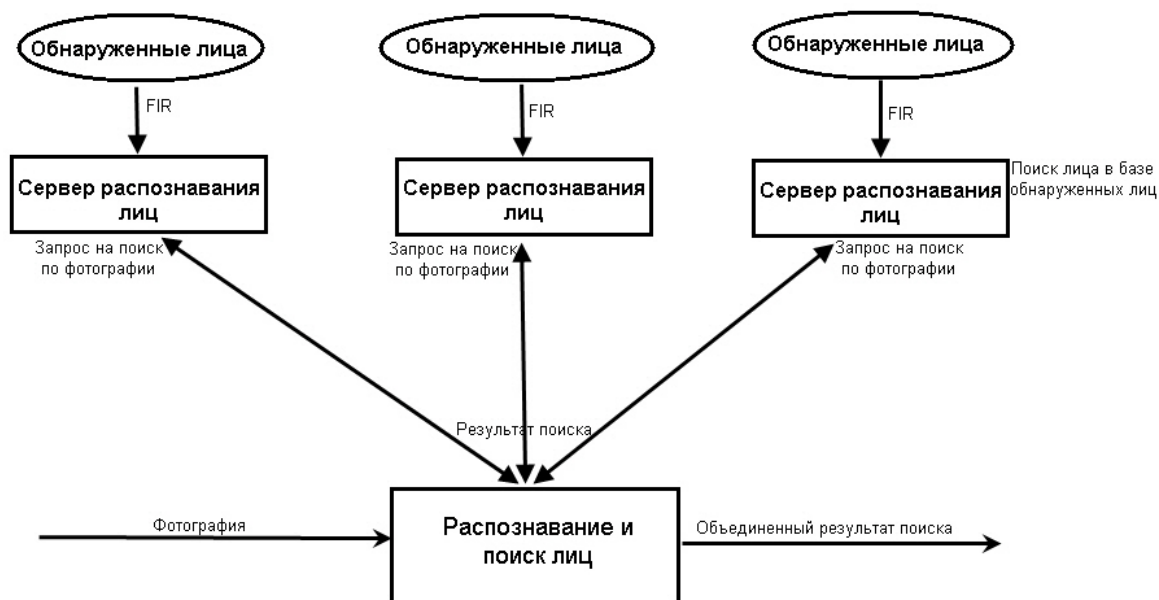 Обнаруженные лица
Обнаруженные лица
Обнаруженные лица
FIR
FIR
FIR
Сервер распознавания
лиц
Сервер распознавания
лиц
Сервер распознавания
лиц
Поиск лица в базе
обнаруженных лиц
Запрос на поиск
по фотографии
Запрос на поиск
по фотографии
Запрос на поиск
по фотографии
Результат поиска
Фотография
Распознавание и
поиск лиц
Объединенный результат поиска